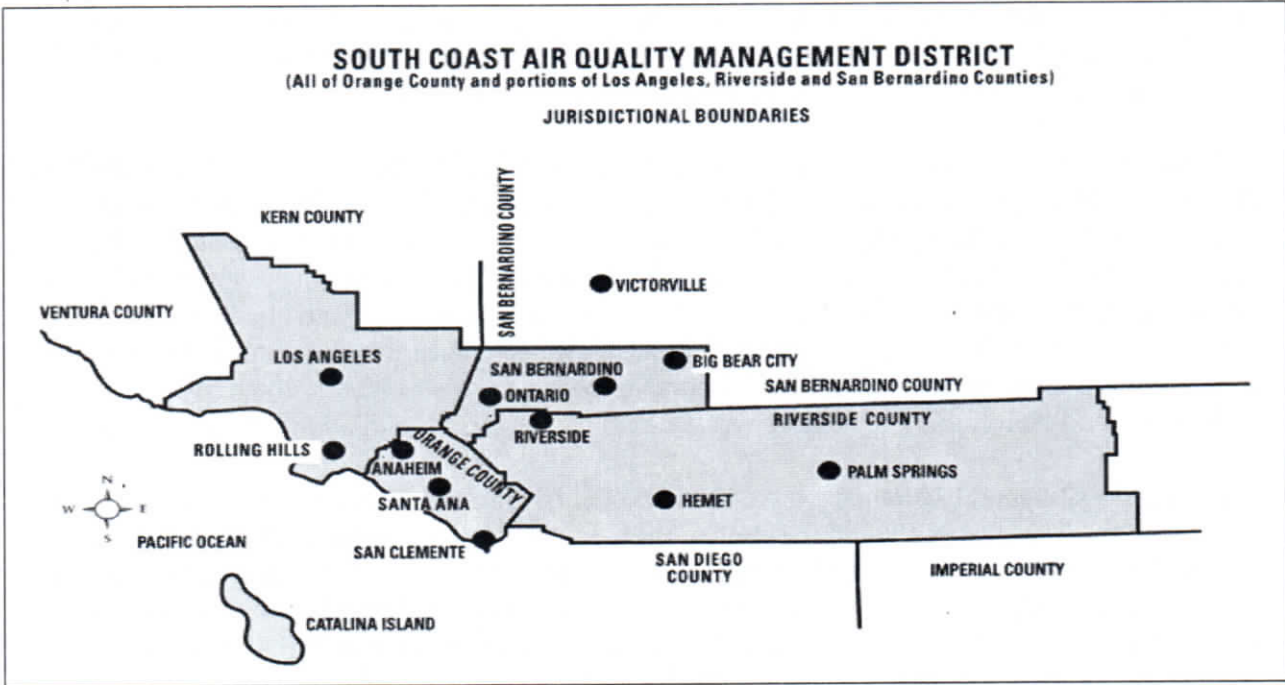 SOUTH COAST AIR QUALITY MANAGEMENT DISTRICT
(All of Orange County and portions of Los Angeles, Riverside and San Bernardino Counties)
JURISDICTIONAL BOUNDARIES
KERN COUNTY
SAN BERNARDINO COUNTY
VICTORVILLE
VENTURA COUNTY
LOS ANGELES
SAN BERNARDINO
BIG BEAR CITY
ONTARIO
SAN BERNARDINO COUNTY
RIVERSIDE COUNTY
RIVERSIDE
ROLLING HILLS
ANAHEIM
ORANGE COUNTY
PALM SPRINGS
SANTA ANA
HEMET
N
W
E
S
PACIFIC OCEAN
SAN CLEMENTE
SAN DIEGO
COUNTY
IMPERIAL COUNTY
CATALINA ISLAND